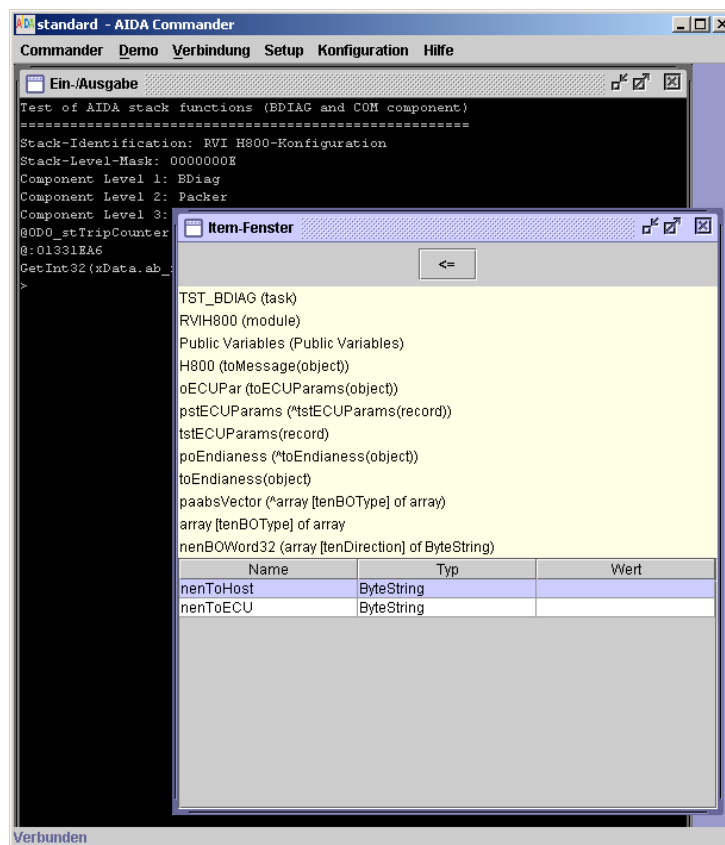 standard - AIDA Commander
Commander Demo Verbindung Setup Konfiguration Hilfe
Ein-/Ausgabe
Test of AIDA stack functions (BDIAG and COM component)
======================================================
Stack-Identification: RVI H800-Konfiguration
Stack-Level-Mask: 0000000E
Component Level 1: BDiag
Component Level 2: Packer
Component Level 3:
@ODO_stTripCounter
@:01331EA6
GetInt32(xData.ab_
>
Item-Fenster
<=
TST_BDIAG (task)
RVIH800 (module)
Public Variables (Public Variables)
H800 (toMessage(object))
oECUPar (toECUParams(object))
pstECUParams (^tstECUParams(record))
tstECUParams(record)
poEndianess (^toEndianess(object))
toEndianess(object)
paabsVector (^array [tenBOType] of array)
array [tenBOType] of array
nenBOWord32 (array [tenDirection] of ByteString)
Name Typ Wert
nenToHost ByteString
nenToECU ByteString
Verbunden